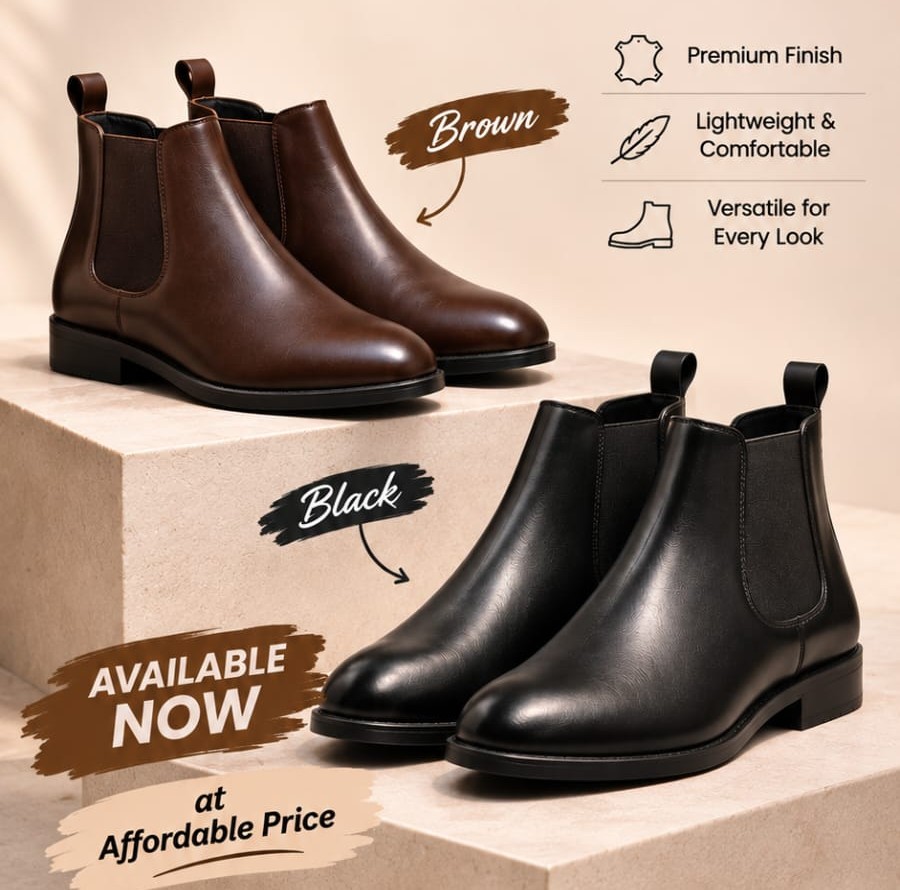 Premium Finish
Lightweight &
Comfortable
Versatile for
Every Look
Brown
Black
AVAILABLE
NOW
at
Affordable Price